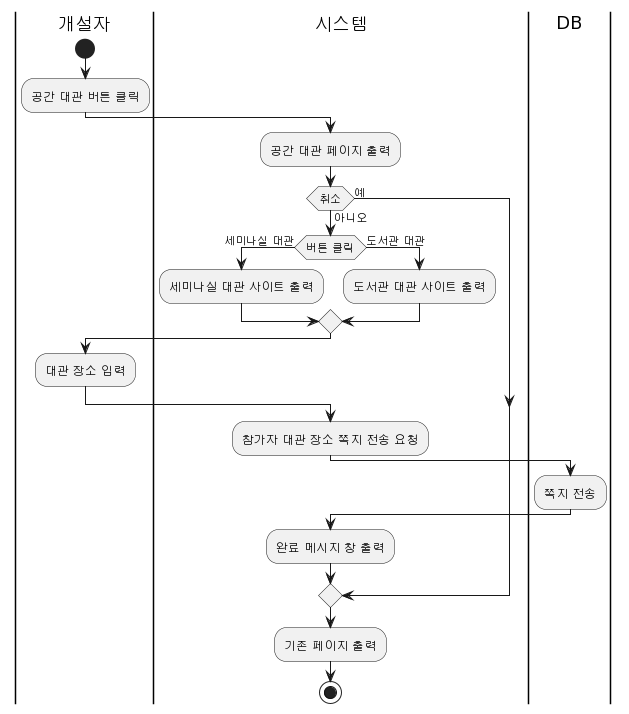 개설자
시스템
DB
공간 대관 버튼 클릭
공간 대관 페이지 출력
취소
예
아니오
세미나실 대관
버튼 클릭
도서관 대관
세미나실 대관 사이트 출력
도서관 대관 사이트 출력
대관 장소 입력
참가자 대관 장소 쪽지 전송 요청
쪽지 전송
완료 메시지 창 출력
기존 페이지 출력